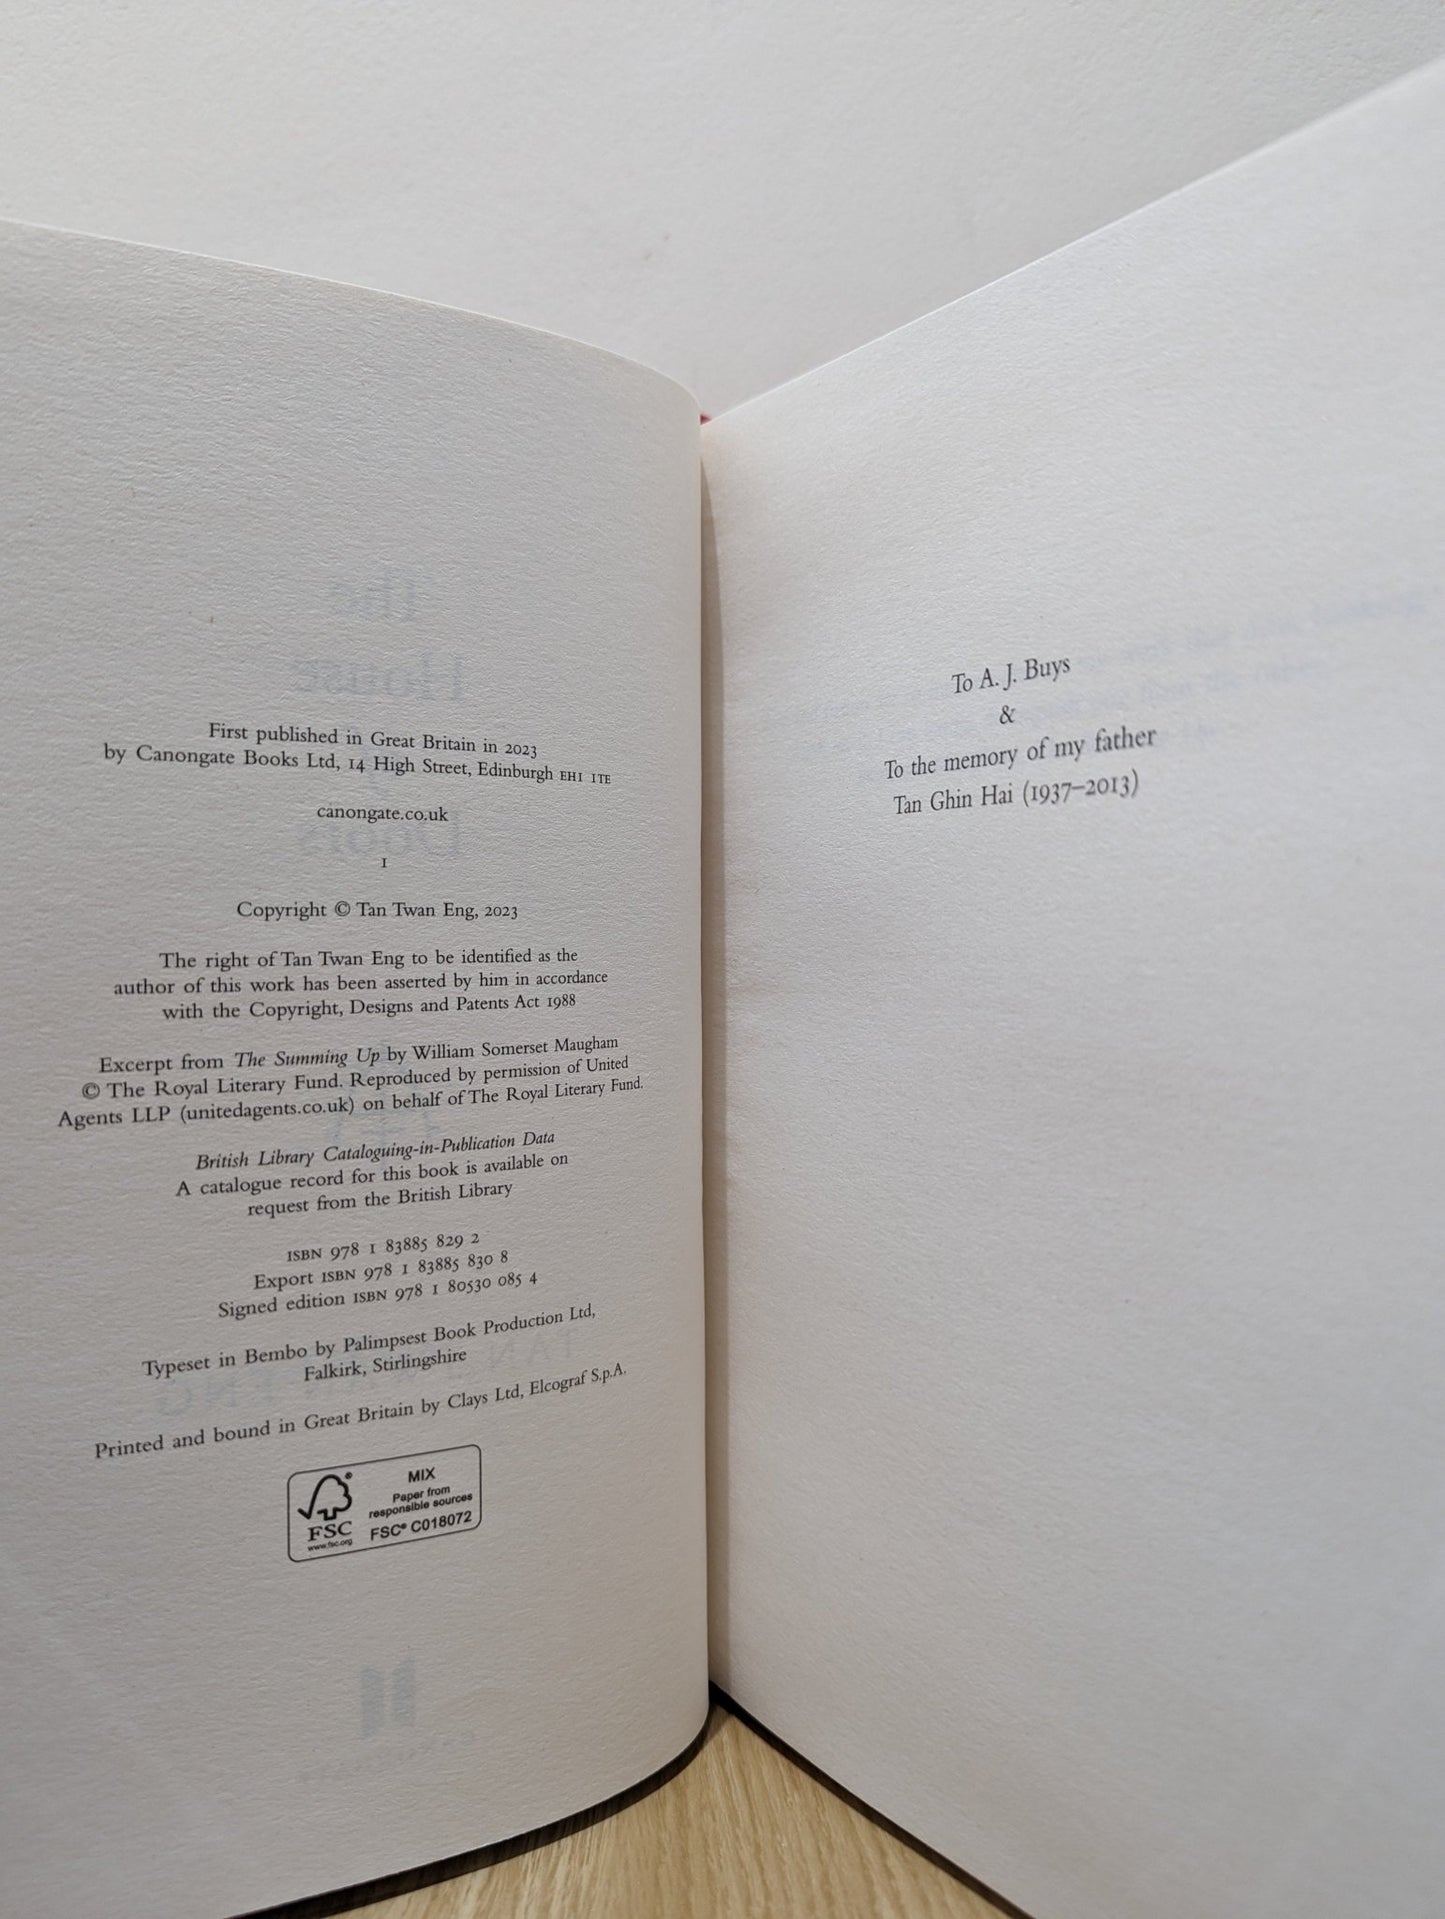 First published in Great Britain in 2023
by Canongate Books Ltd, 14 High Street, Edinburgh EH1 1TE
canongate.co.uk
1
Copyright © Tan Twan Eng, 2023
The right of Tan Twan Eng to be identified as the
author of this work has been asserted by him in accordance
with the Copyright, Designs and Patents Act 1988
Excerpt from The Summing Up by William Somerset Maugham
© The Royal Literary Fund. Reproduced by permission of United
Agents LLP (unitedagents.co.uk) on behalf of The Royal Literary Fund.
British Library Cataloguing-in-Publication Data
A catalogue record for this book is available on
request from the British Library
ISBN 978 1 83885 829 2
Export ISBN 978 1 83885 830 8
Signed edition ISBN 978 1 80530 085 4
Typeset in Bembo by Palimpsest Book Production Ltd,
Falkirk, Stirlingshire
Printed and bound in Great Britain by Clays Ltd, Elcograf S.p.A.
FSC
www.fsc.org
MIX
Paper from
responsible sources
FSC® C018072
To A. J. Buys
&
To the memory of my father
Tan Ghin Hai (1937–2013)